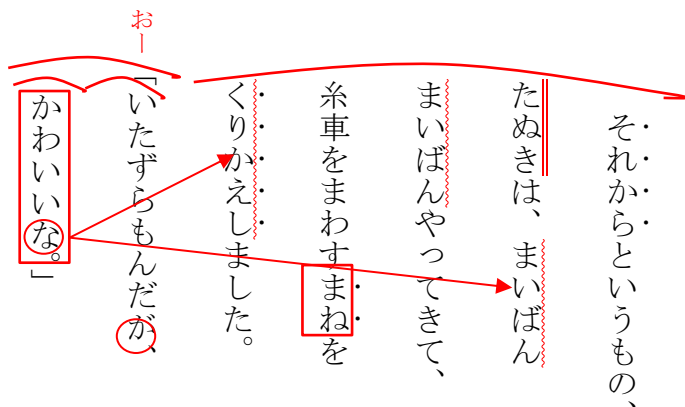 それからというもの、
たぬきは、まいばん
まいばんやってきて、
糸車をまわすまねを
くりかえしました。
おー
「いたずらもんだが、
かわいいな。」